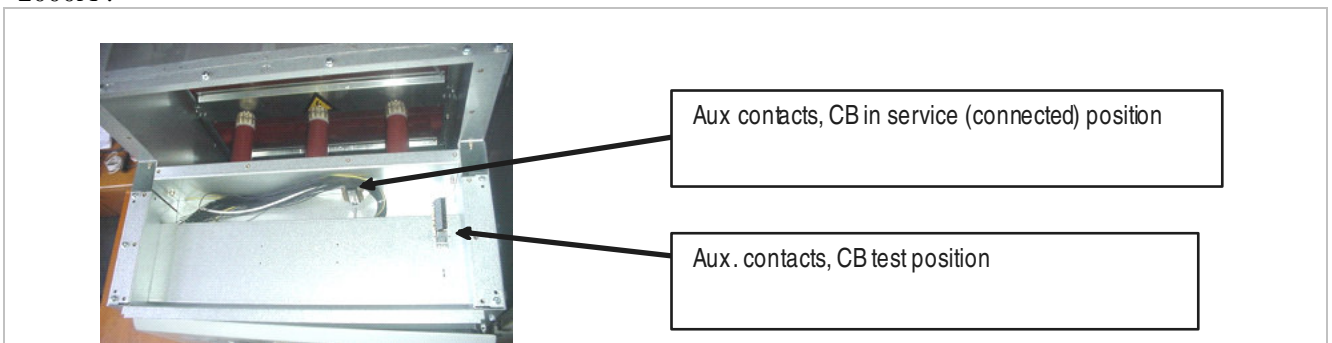 Aux contacts, CB in service (connected) position
Aux. contacts, CB test position